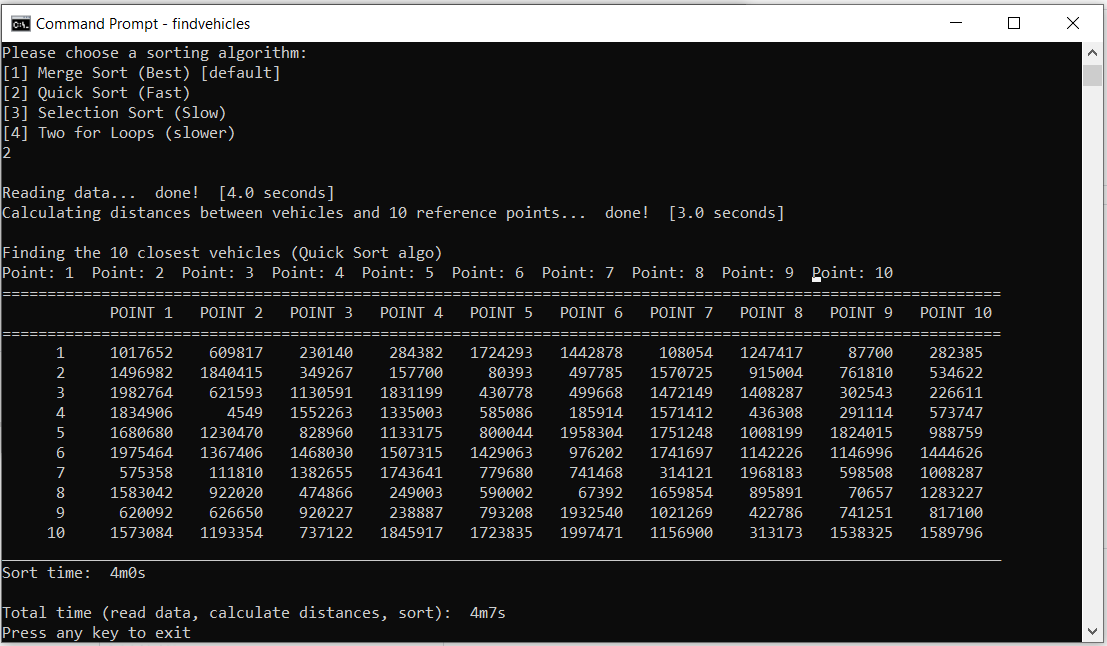 Command Prompt - findvehicles
Please choose a sorting algorithm:
[1] Merge Sort (Best) [default]
[2] Quick Sort (Fast)
[3] Selection Sort (Slow)
[4] Two for Loops (slower)
2
Reading data...  done!  [4.0 seconds]
Calculating distances between vehicles and 10 reference points...  done!  [3.0 seconds]
Finding the 10 closest vehicles (Quick Sort algo)
Point: 1  Point: 2  Point: 3  Point: 4  Point: 5  Point: 6  Point: 7  Point: 8  Point: 9  Point: 10
===============================================================================================================
            POINT 1   POINT 2   POINT 3   POINT 4   POINT 5   POINT 6   POINT 7   POINT 8   POINT 9   POINT 10
===============================================================================================================
      1     1017652    609817    230140    284382   1724293   1442878    108054   1247417     87700    282385
      2     1496982   1840415    349267    157700     80393    497785   1570725    915004    761810    534622
      3     1982764    621593   1130591   1831199    430778    499668   1472149   1408287    302543    226611
      4     1834906      4549   1552263   1335003    585086    185914   1571412    436308    291114    573747
      5     1680680   1230470    828960   1133175    800044   1958304   1751248   1008199   1824015    988759
      6     1975464   1367406   1468030   1507315   1429063    976202   1741697   1142226   1146996   1444626
      7      575358    111810   1382655   1743641    779680    741468    314121   1968183    598508   1008287
      8     1583042    922020    474866    249003    590002     67392   1659854    895891     70657   1283227
      9      620092    626650    920227    238887    793208   1932540   1021269    422786    741251    817100
     10     1573084   1193354    737122   1845917   1723835   1997471   1156900    313173   1538325   1589796
Sort time:  4m0s
Total time (read data, calculate distances, sort):  4m7s
Press any key to exit